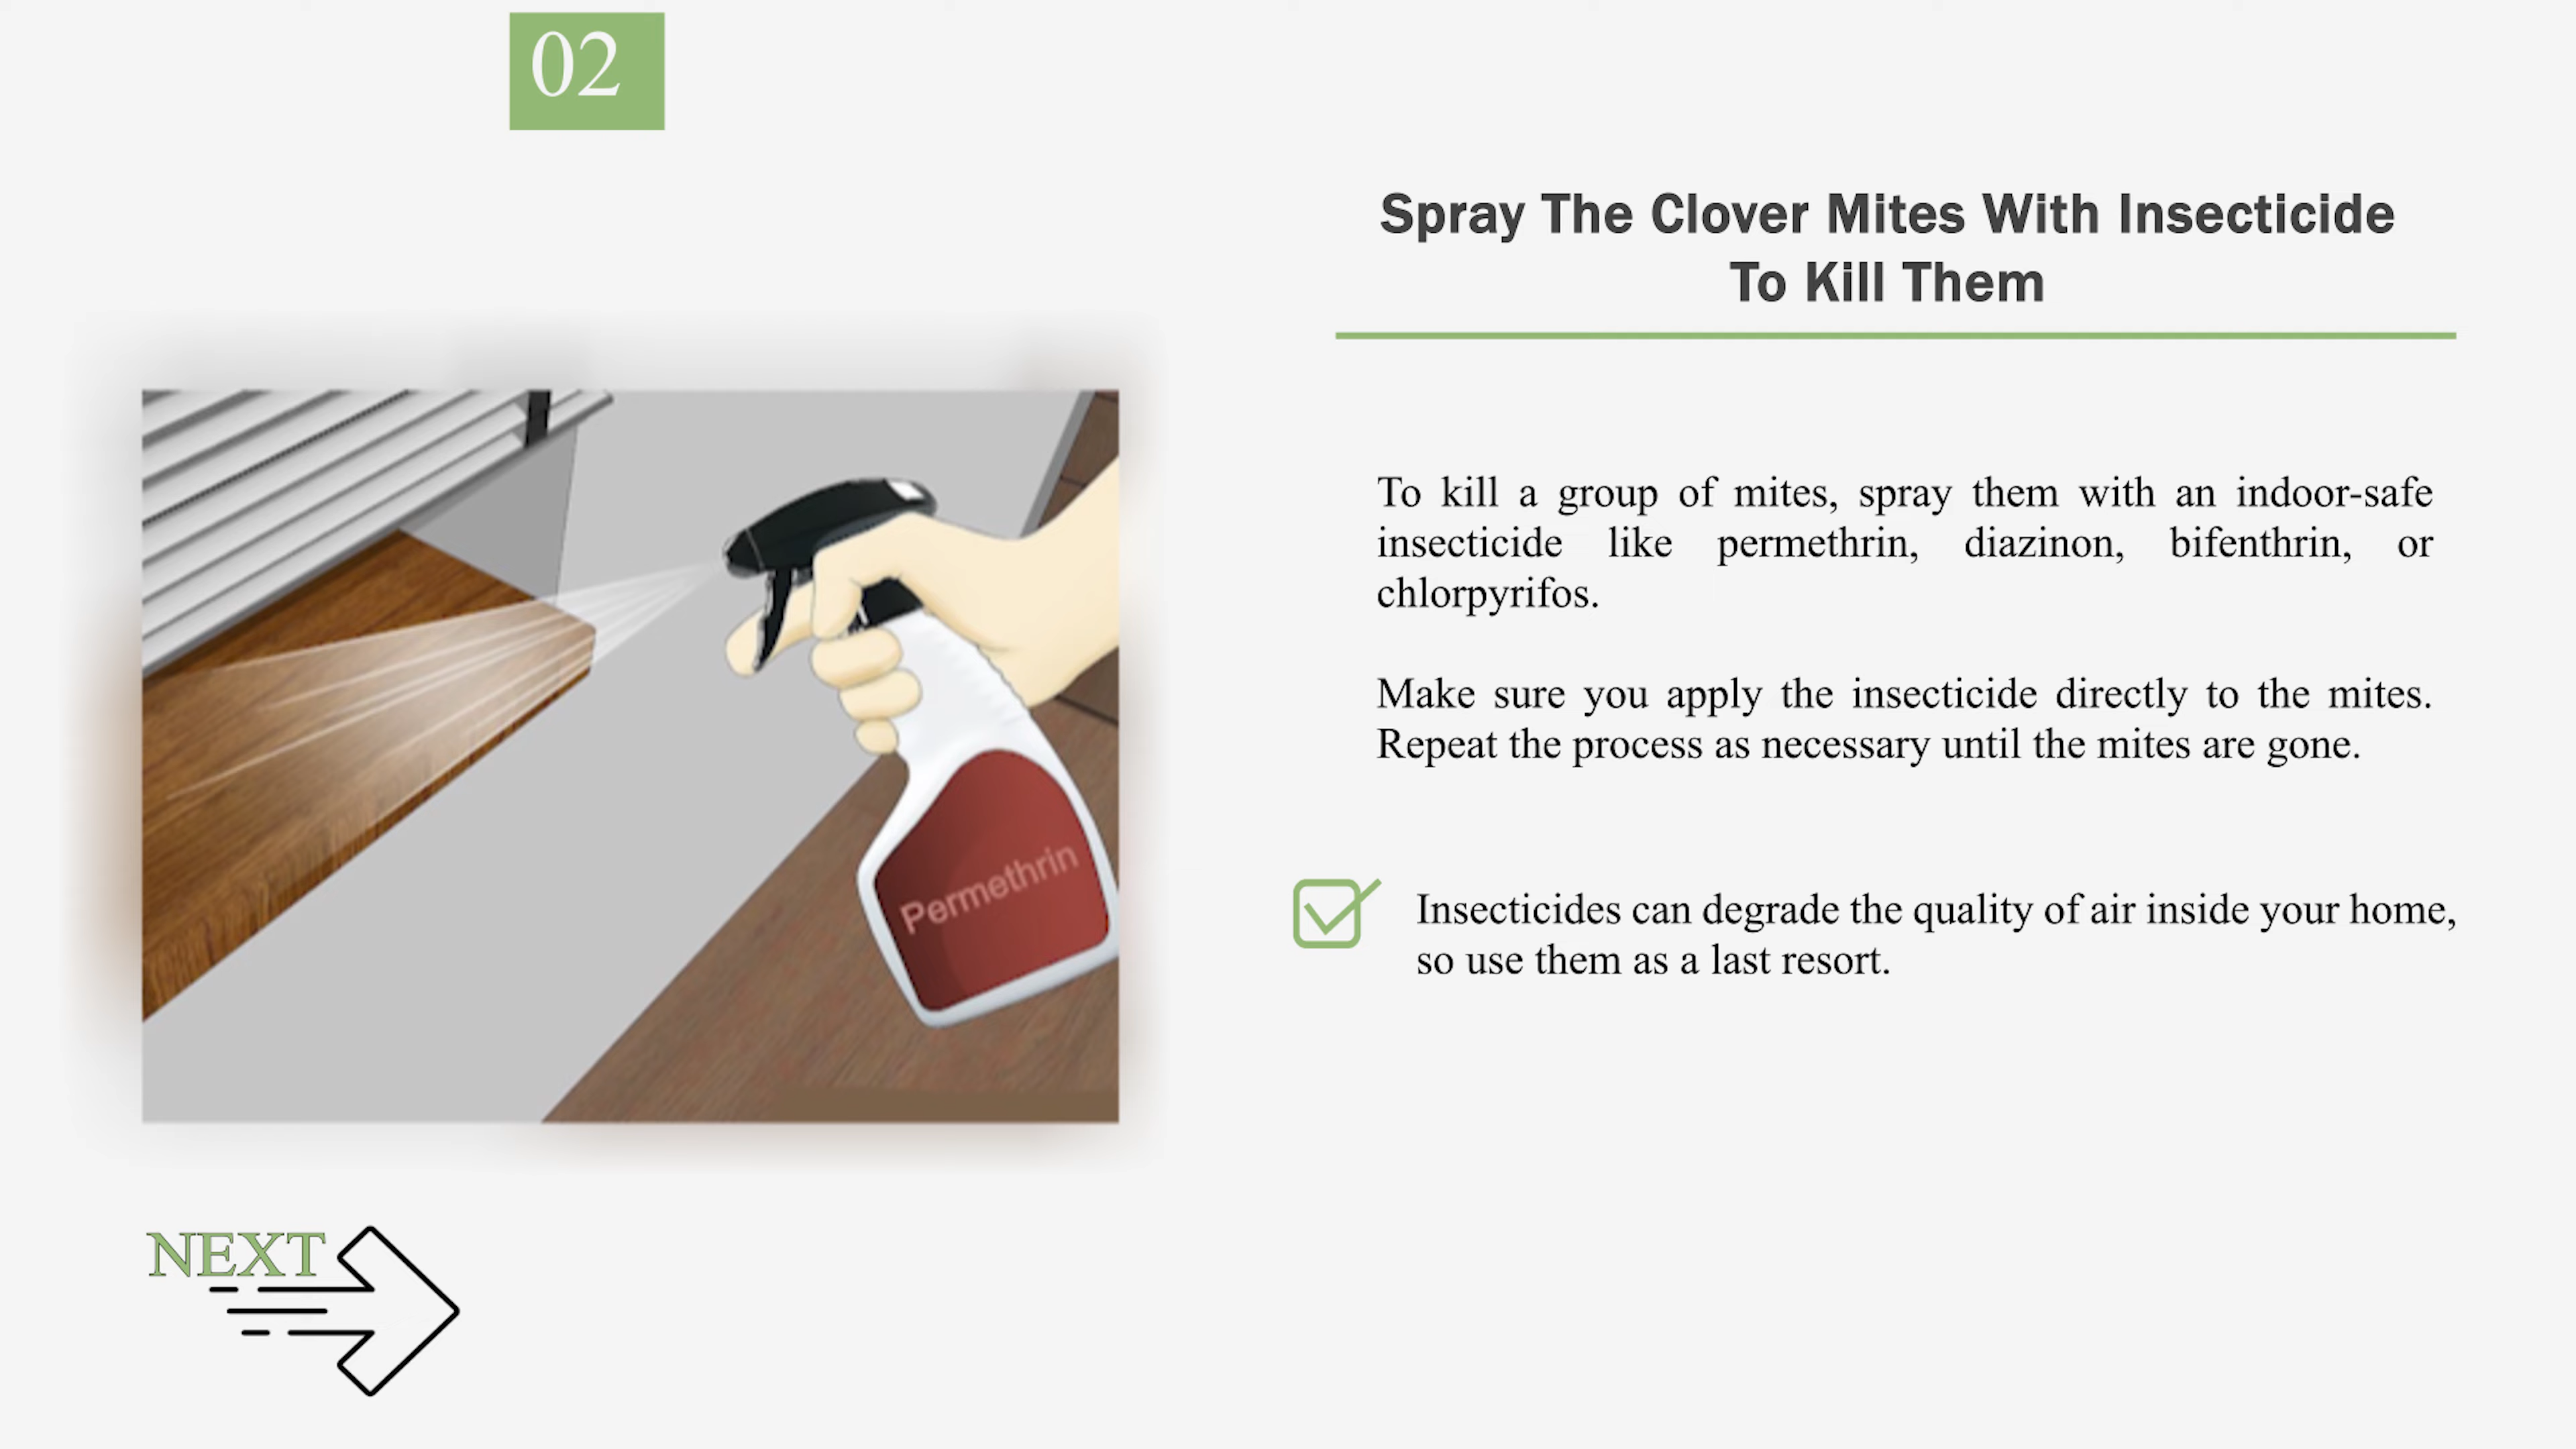 02
Spray The Clover Mites With Insecticide
To Kill Them
To kill a group of mites, spray them with an indoor-safe
insecticide like permethrin, diazinon, bifenthrin, or
chlorpyrifos.
Make sure you apply the insecticide directly to the mites.
Repeat the process as necessary until the mites are gone.
Permethrin
Insecticides can degrade the quality of air inside your home,
so use them as a last resort.
NEXT